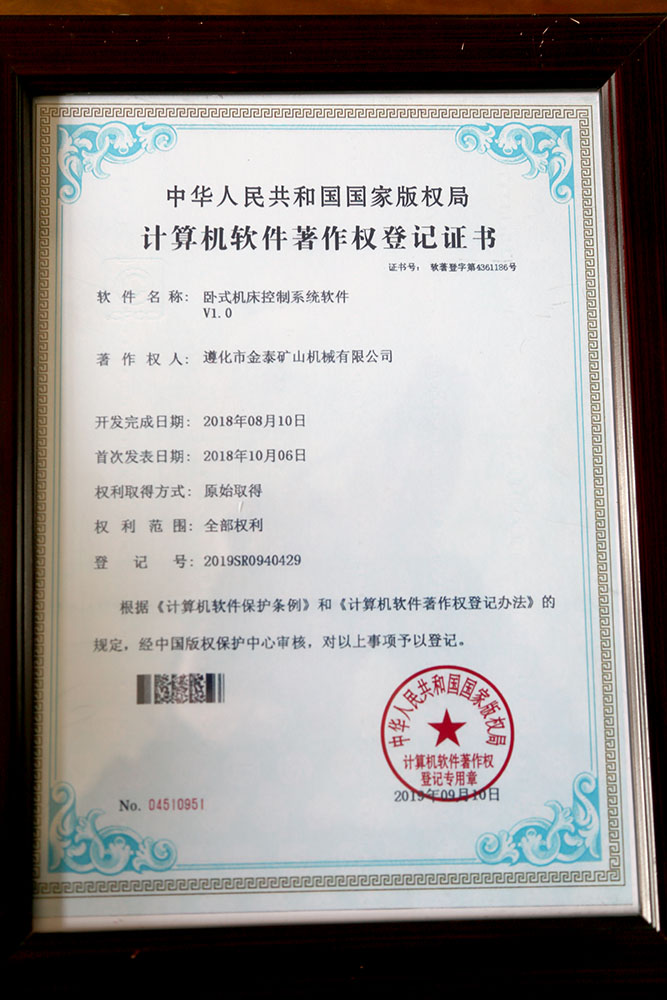 中华人民共和国国家版权局
计算机软件著作权登记证书
证书号： 软著登字第4361186号
软件名称： 卧式机床控制系统软件
V1.0
著作权人： 遵化市金泰矿山机械有限公司
开发完成日期： 2018年08月10日
首次发表日期： 2018年10月06日
权利取得方式： 原始取得
权利范围： 全部权利
登记号： 2019SR0940429
根据《计算机软件保护条例》和《计算机软件著作权登记办法》的
规定，经中国版权保护中心审核，对以上事项予以登记。
中华人民共和国国家版权局
计算机软件著作权
登记专用章
No. 04510951
2019年09月10日